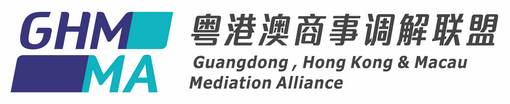 GHM
MA
粤港澳商事调解联盟
Guangdong , Hong Kong & Macau
Mediation Alliance